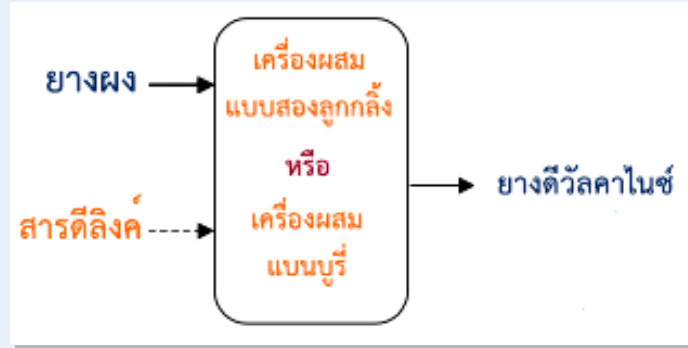 ยางผง
สารดีลิงค์
เครื่องผสม
แบบสองลูกกลิ้ง
หรือ
เครื่องผสม
แบนบูรี่
ยางดีวัลคาไนซ์